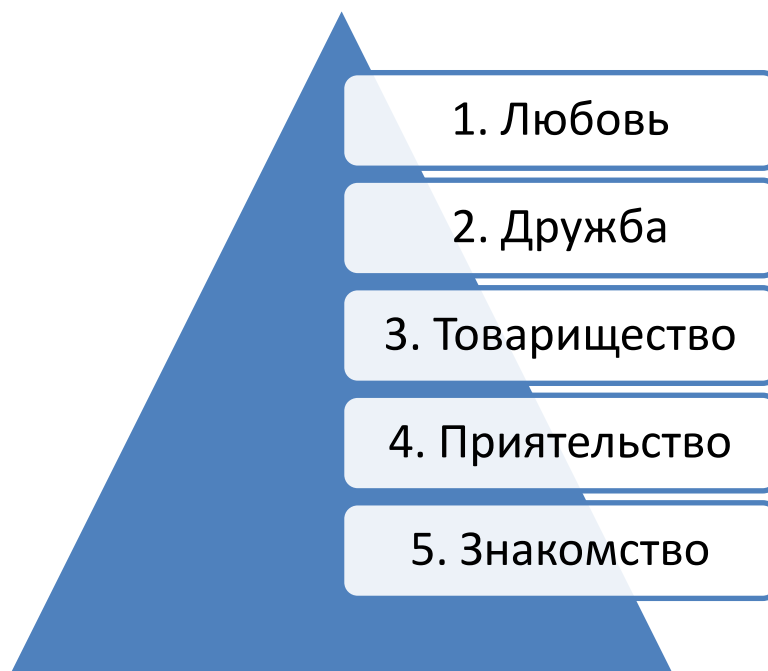 1. Любовь
2. Дружба
3. Товарищество
4. Приятельство
5. Знакомство